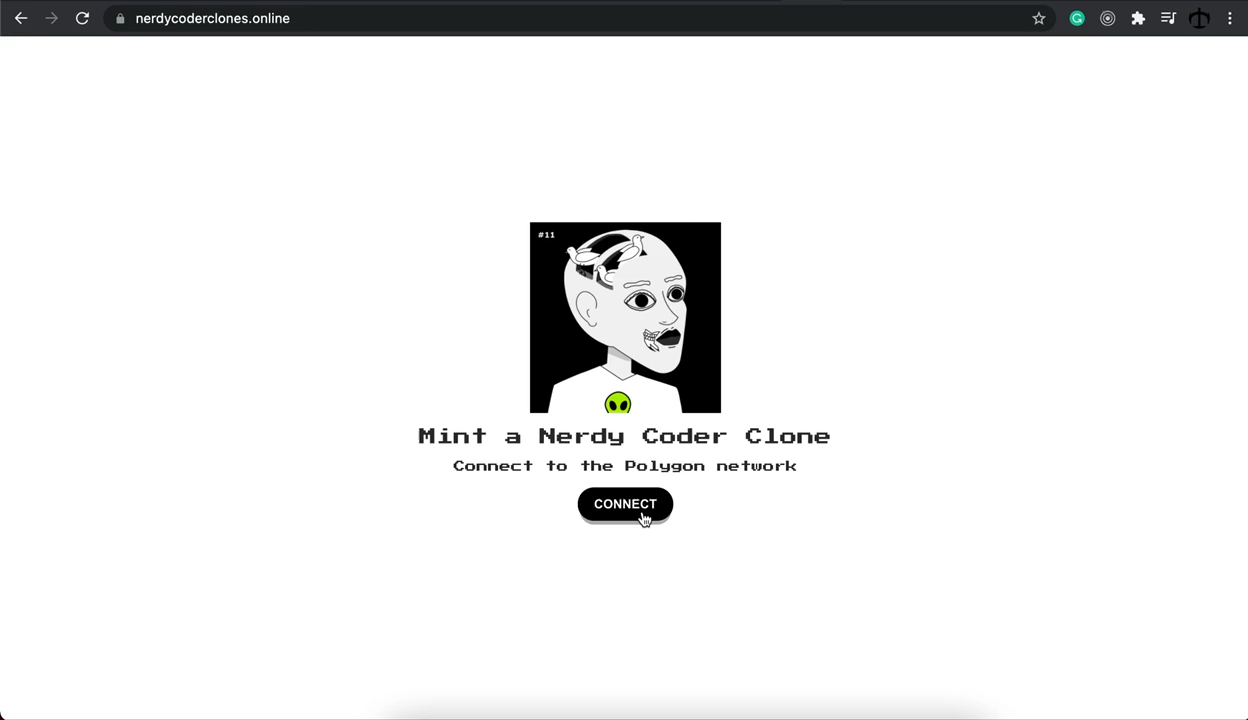 nerdycoderclones.online
#11
Mint a Nerdy Coder Clone
Connect to the Polygon network
CONNECT